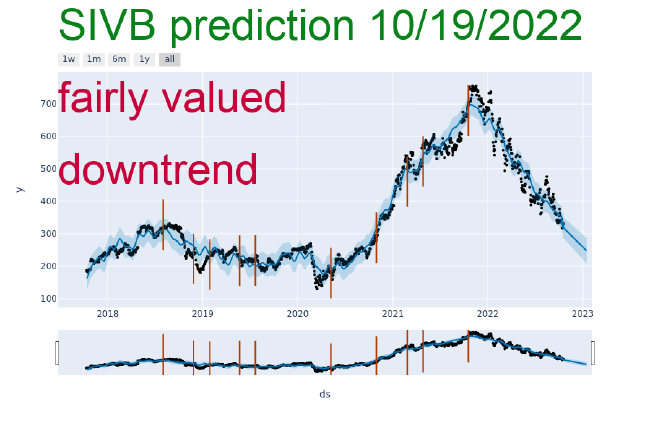 SIVB prediction 10/19/2022
1w 1m 6m 1y all
fairly valued
downtrend
y
700
600
500
400
300
200
100
2018 2019 2020 2021 2022 2023
ds